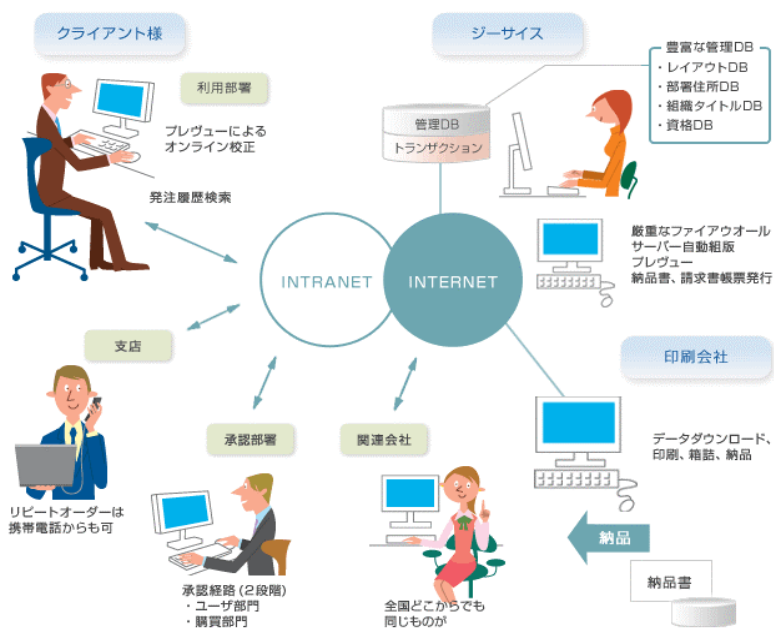 クライアント様
ジーサイス
利用部署
豊富な管理DB
・レイアウトDB
・部署住所DB
・組織タイトルDB
・資格DB
管理DB
トランザクション
プレヴューによる
オンライン校正
発注履歴検索
厳重なファイアウオール
サーバー自動組版
プレヴュー
納品書、請求書帳票発行
INTRANET
INTERNET
支店
印刷会社
承認部署
関連会社
データダウンロード、
印刷、箱詰、納品
リピートオーダーは
携帯電話からも可
納品
納品書
承認経路(2段階)
・ユーザ部門
・購買部門
全国どこからでも
同じものが